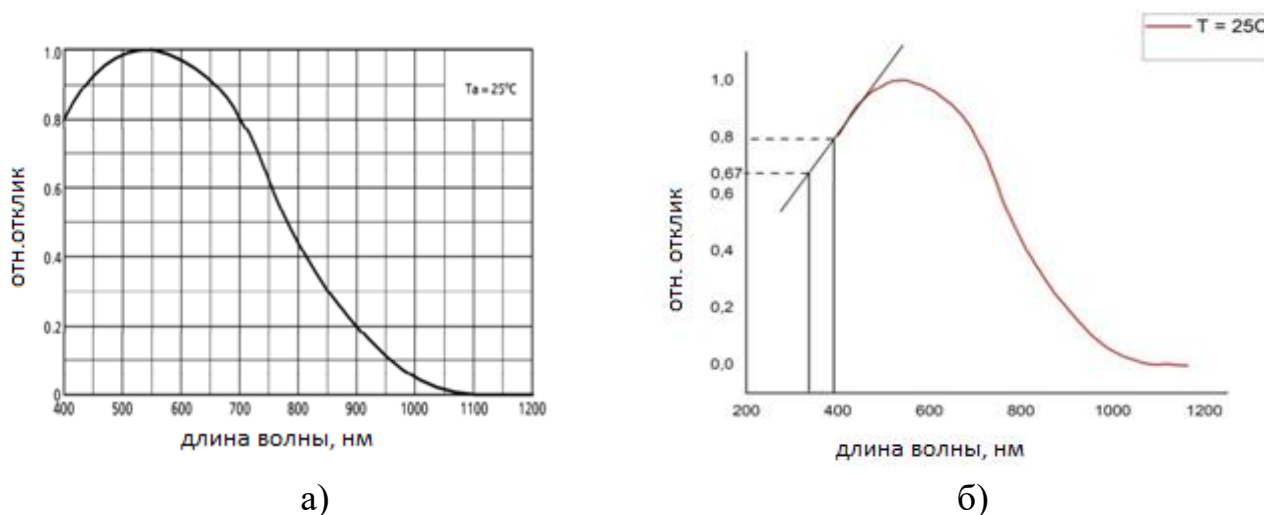 1.0
0.8
0.6
0.4
0.2
0
Ta = 25⁰C
отн.отклик
400 500 600 700 800 900 1000 1100 1200
длина волны, нм
а)
T = 25C
1,0
0,8
0,67
0,6
0,4
0,2
0,0
отн. отклик
200 400 600 800 1000 1200
длина волны, нм
б)